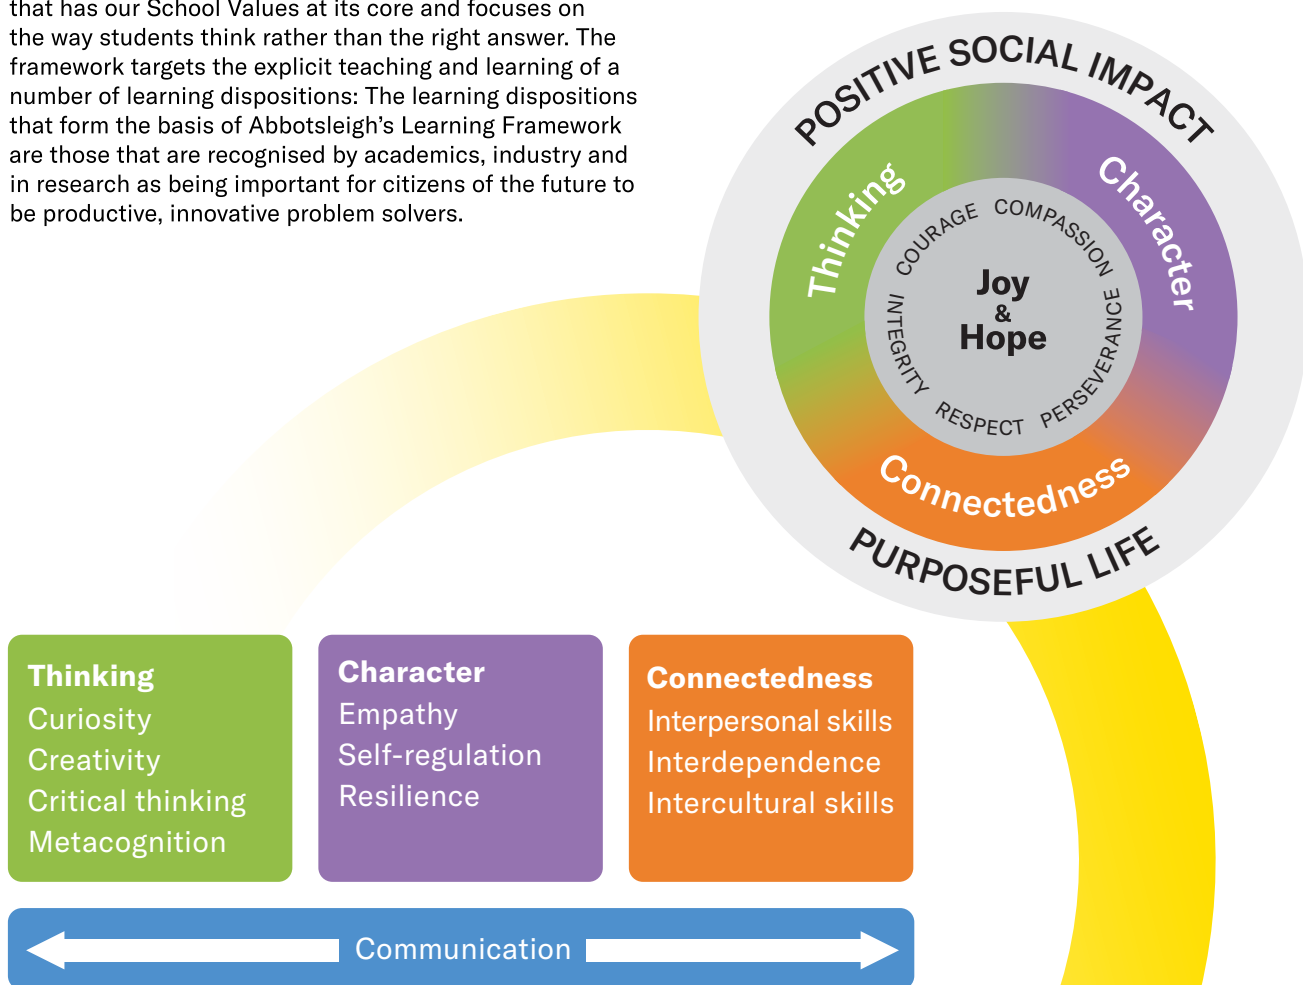 that has our School Values at its core and focuses on
the way students think rather than the right answer. The
framework targets the explicit teaching and learning of a
number of learning dispositions: The learning dispositions
that form the basis of Abbotsleigh’s Learning Framework
are those that are recognised by academics, industry and
in research as being important for citizens of the future to
be productive, innovative problem solvers.
POSITIVE SOCIAL IMPACT
Thinking
Character
Connectedness
COURAGE
COMPASSION
PERSEVERANCE
RESPECT
INTEGRITY
Joy
&
Hope
PURPOSEFUL LIFE
Thinking
Curiosity
Creativity
Critical thinking
Metacognition
Character
Empathy
Self-regulation
Resilience
Connectedness
Interpersonal skills
Interdependence
Intercultural skills
Communication